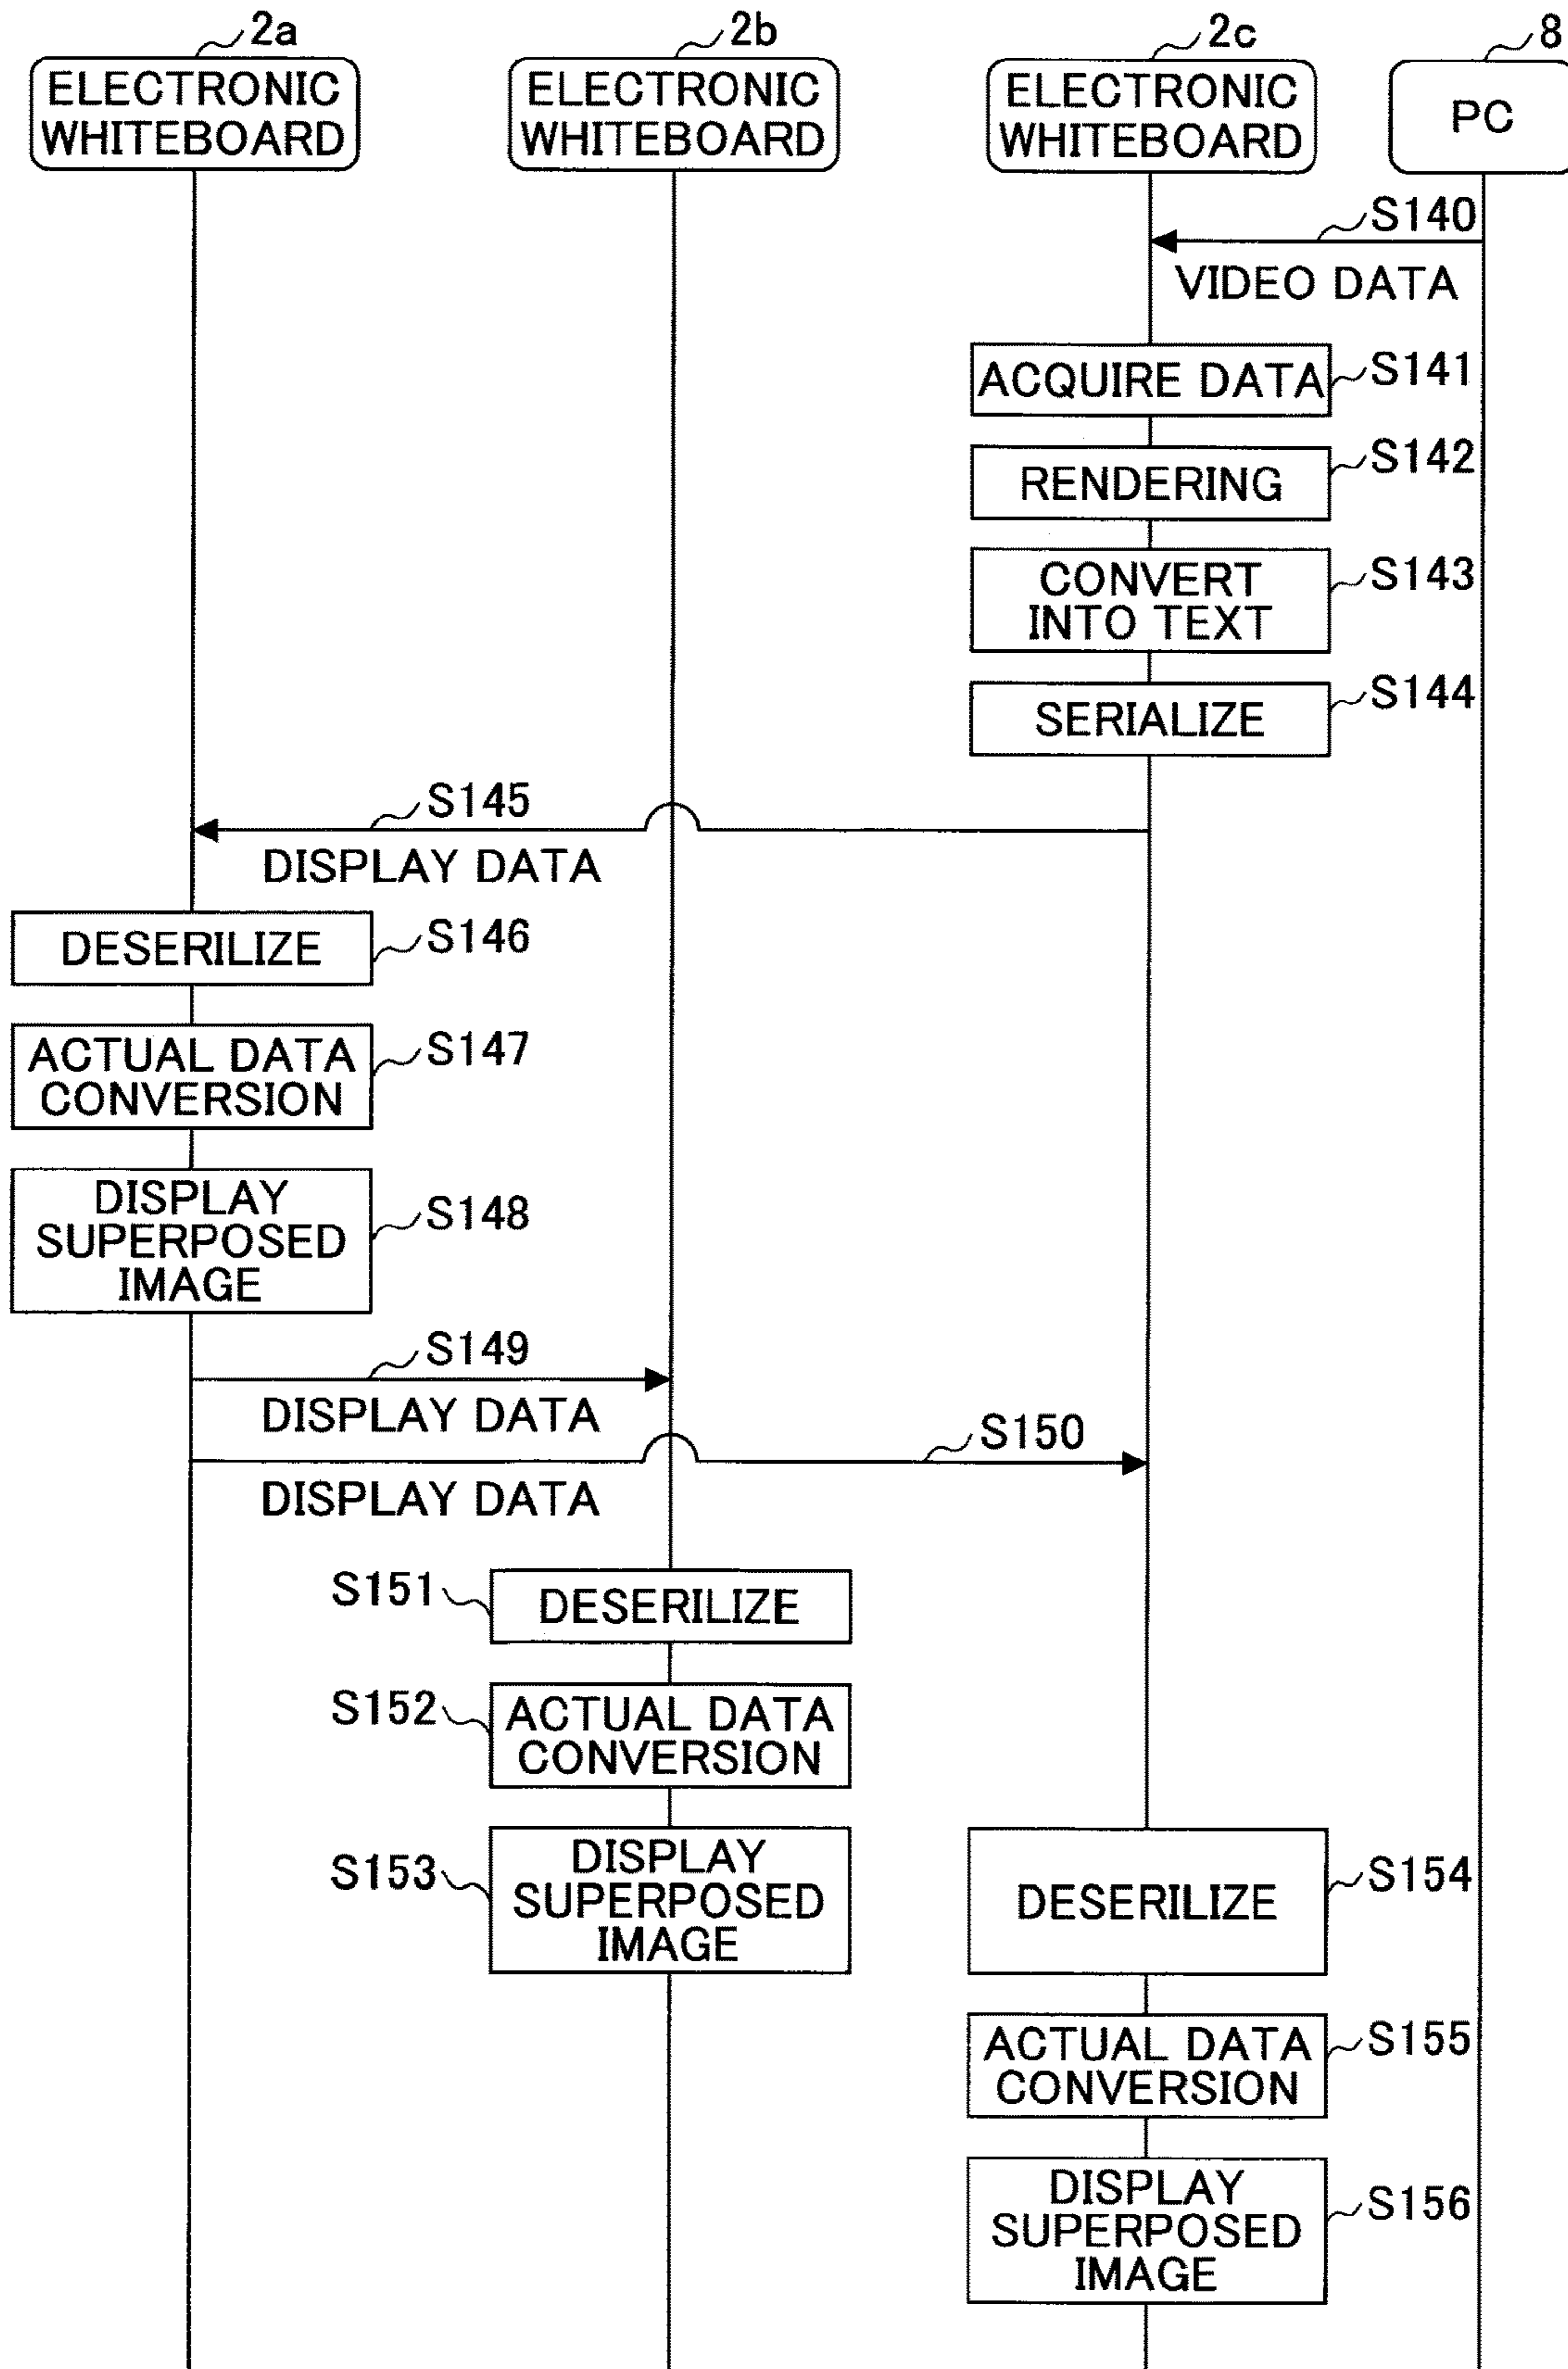 2a
2b
2c
8
ELECTRONIC
WHITEBOARD
ELECTRONIC
WHITEBOARD
ELECTRONIC
WHITEBOARD
PC
S140
VIDEO DATA
ACQUIRE DATA
S141
RENDERING
S142
CONVERT
INTO TEXT
S143
SERIALIZE
S144
S145
DISPLAY DATA
DESERILIZE
S146
ACTUAL DATA
CONVERSION
S147
DISPLAY
SUPERPOSED
IMAGE
S148
S149
DISPLAY DATA
S150
DISPLAY DATA
S151
DESERILIZE
S152
ACTUAL DATA
CONVERSION
S153
DISPLAY
SUPERPOSED
IMAGE
DESERILIZE
S154
ACTUAL DATA
CONVERSION
S155
DISPLAY
SUPERPOSED
IMAGE
S156